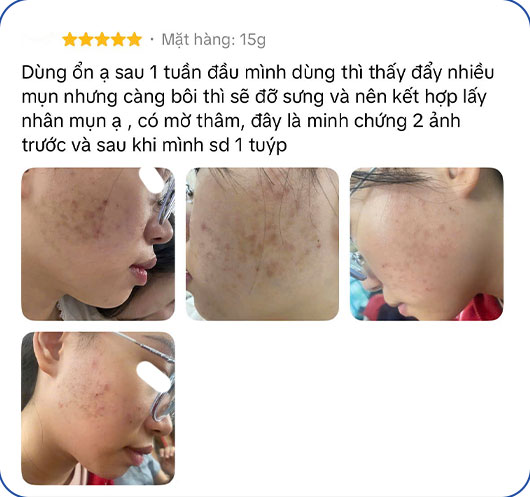 ★★★★★ · Mặt hàng: 15g
Dùng ổn ạ sau 1 tuần đầu mình dùng thì thấy đẩy nhiều
mụn nhưng càng bôi thì sẽ đỡ sưng và nên kết hợp lấy
nhân mụn ạ , có mờ thâm, đây là minh chứng 2 ảnh
trước và sau khi mình sd 1 tuýp